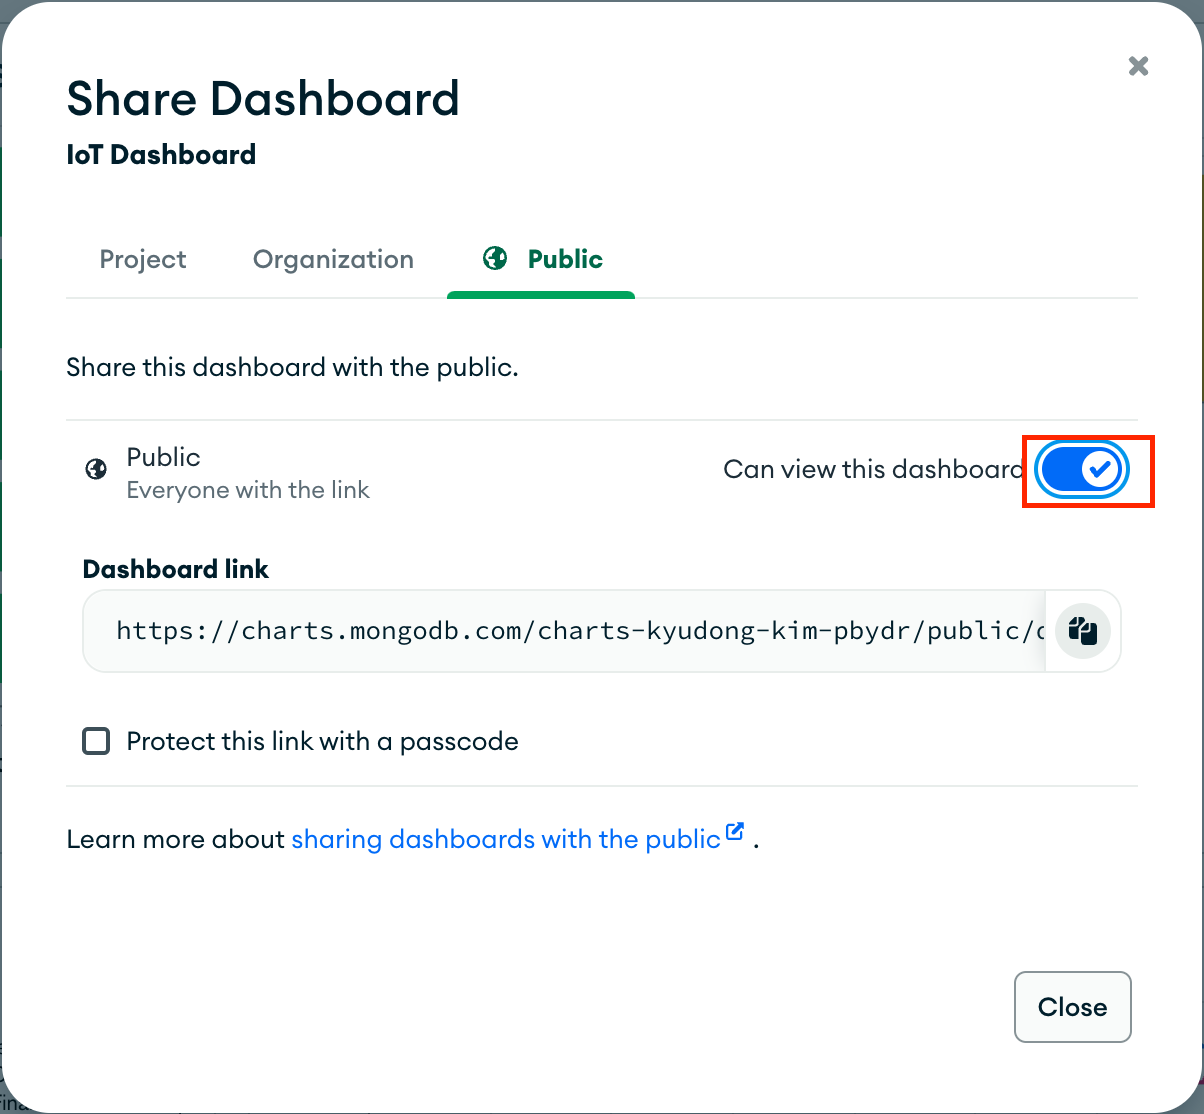 Share Dashboard
IoT Dashboard
Project Organization Public
Share this dashboard with the public.
Public
Everyone with the link
Can view this dashboard
Dashboard link
https://charts.mongodb.com/charts-kyudong-kim-pbydr/public/
Protect this link with a passcode
Learn more about sharing dashboards with the public .
Close